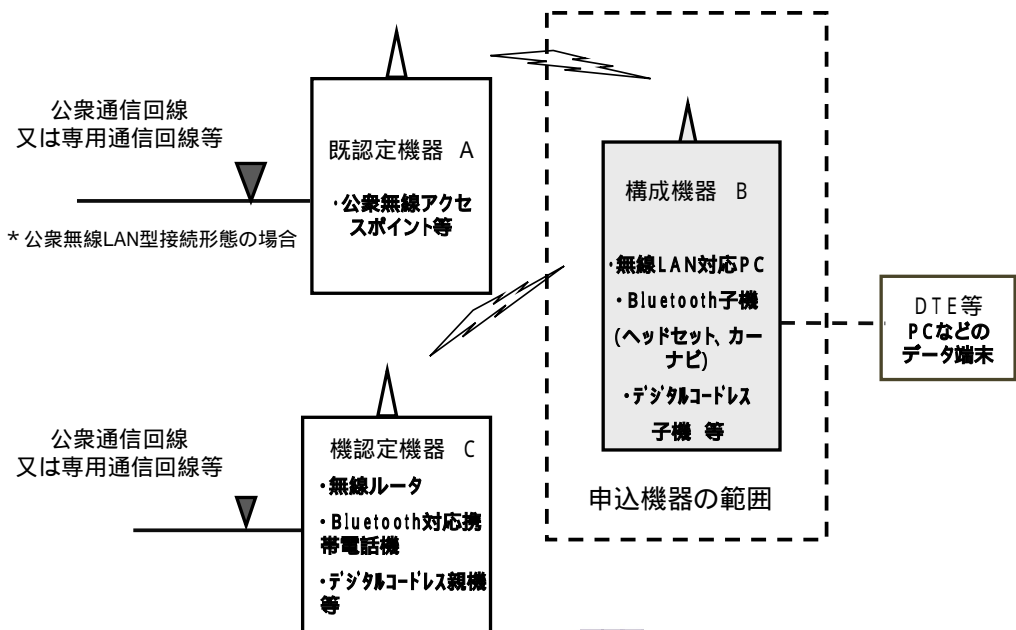 公衆通信回線
又は専用通信回線等
*公衆無線LAN型接続形態の場合
既認定機器 A
・公衆無線アクセ
スポイント等
構成機器 B
・無線LAN対応PC
・Bluetooth子機
(ヘッドセット、カー
ナビ)
・デジタルコードレス
子機 等
申込機器の範囲
DTE等
PCなどの
データ端末
公衆通信回線
又は専用通信回線等
機認定機器 C
・無線ルータ
・Bluetooth対応携
帯電話機
・デジタルコードレス親機
等